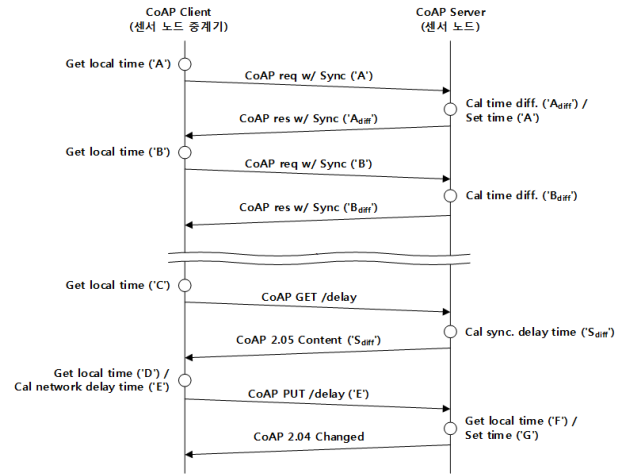 CoAP Client
(센서 노드 중계기)
CoAP Server
(센서 노드)
Get local time ('A')
CoAP req w/ Sync ('A')
Cal time diff. ('Adiff') /
Set time ('A')
CoAP res w/ Sync ('Adiff')
Get local time ('B')
CoAP req w/ Sync ('B')
Cal time diff. ('Bdiff')
CoAP res w/ Sync ('Bdiff')
Get local time ('C')
CoAP GET /delay
Cal sync. delay time ('Sdiff')
CoAP 2.05 Content ('Sdiff')
Get local time ('D') /
Cal network delay time ('E')
CoAP PUT /delay ('E')
Get local time ('F') /
Set time ('G')
CoAP 2.04 Changed